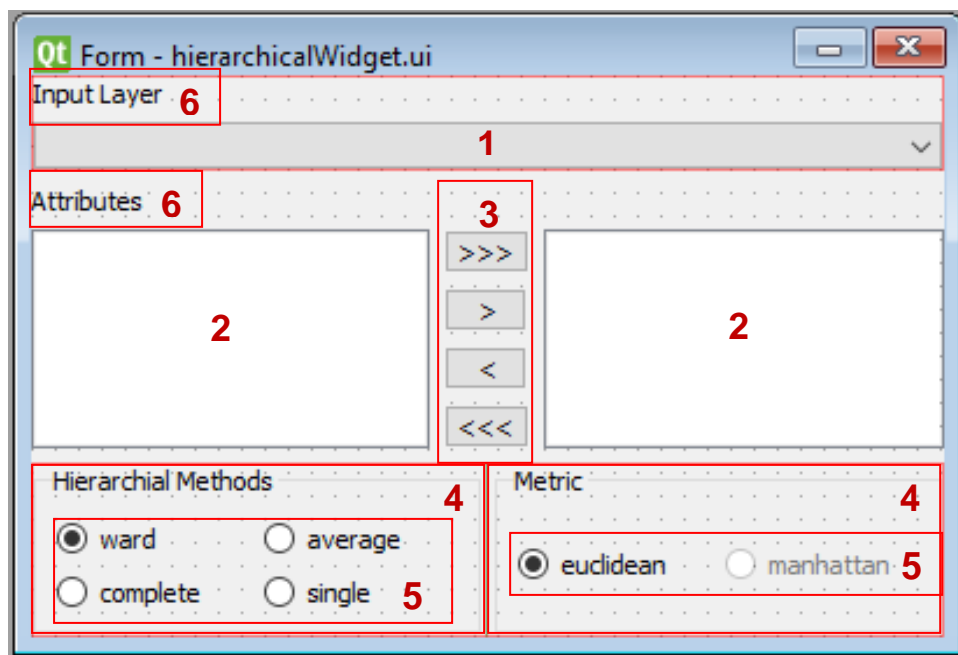 Qt Form - hierarchicalWidget.ui
Input Layer 6
1
Attributes 6
3
>>>
>
<
<<<
2
2
Hierarchial Methods 4
ward average
complete single 5
Metric 4
euclidean manhattan 5